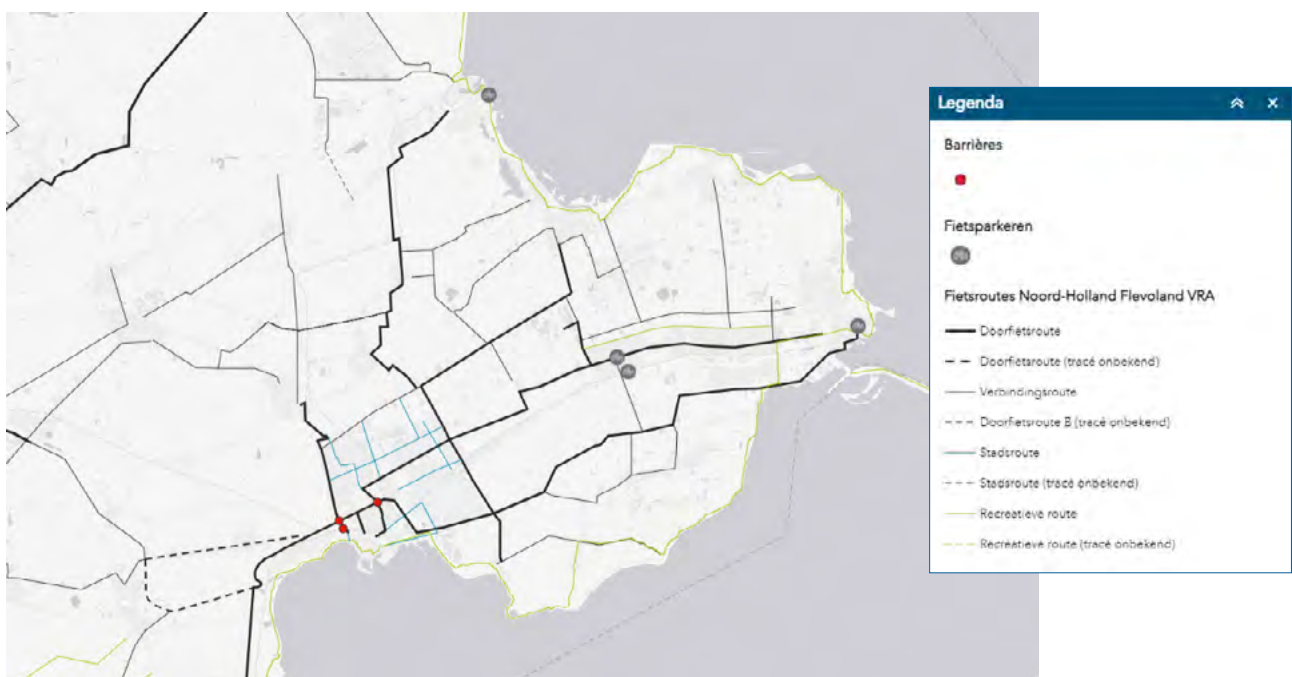 Legenda
Barrières
Fietsparkeren
Fietsroutes Noord-Holland Flevoland VRA
Doorfietsroute
Doorfietsroute (tracé onbekend)
Verbindingsroute
Doorfietsroute B (tracé onbekend)
Stadsroute
Stadsroute (tracé onbekend)
Recreatieve route
Recreatieve route (tracé onbekend)